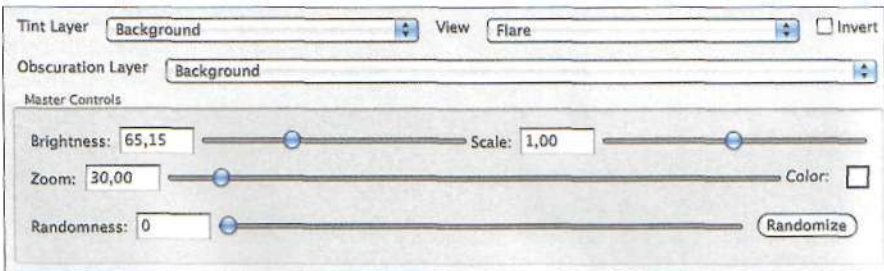 Tint Layer Background View Flare Invert
Obscuration Layer Background
Master Controls
Brightness: 65,15 Scale: 1,00
Zoom: 30,00 Color:
Randomness: 0 Randomize